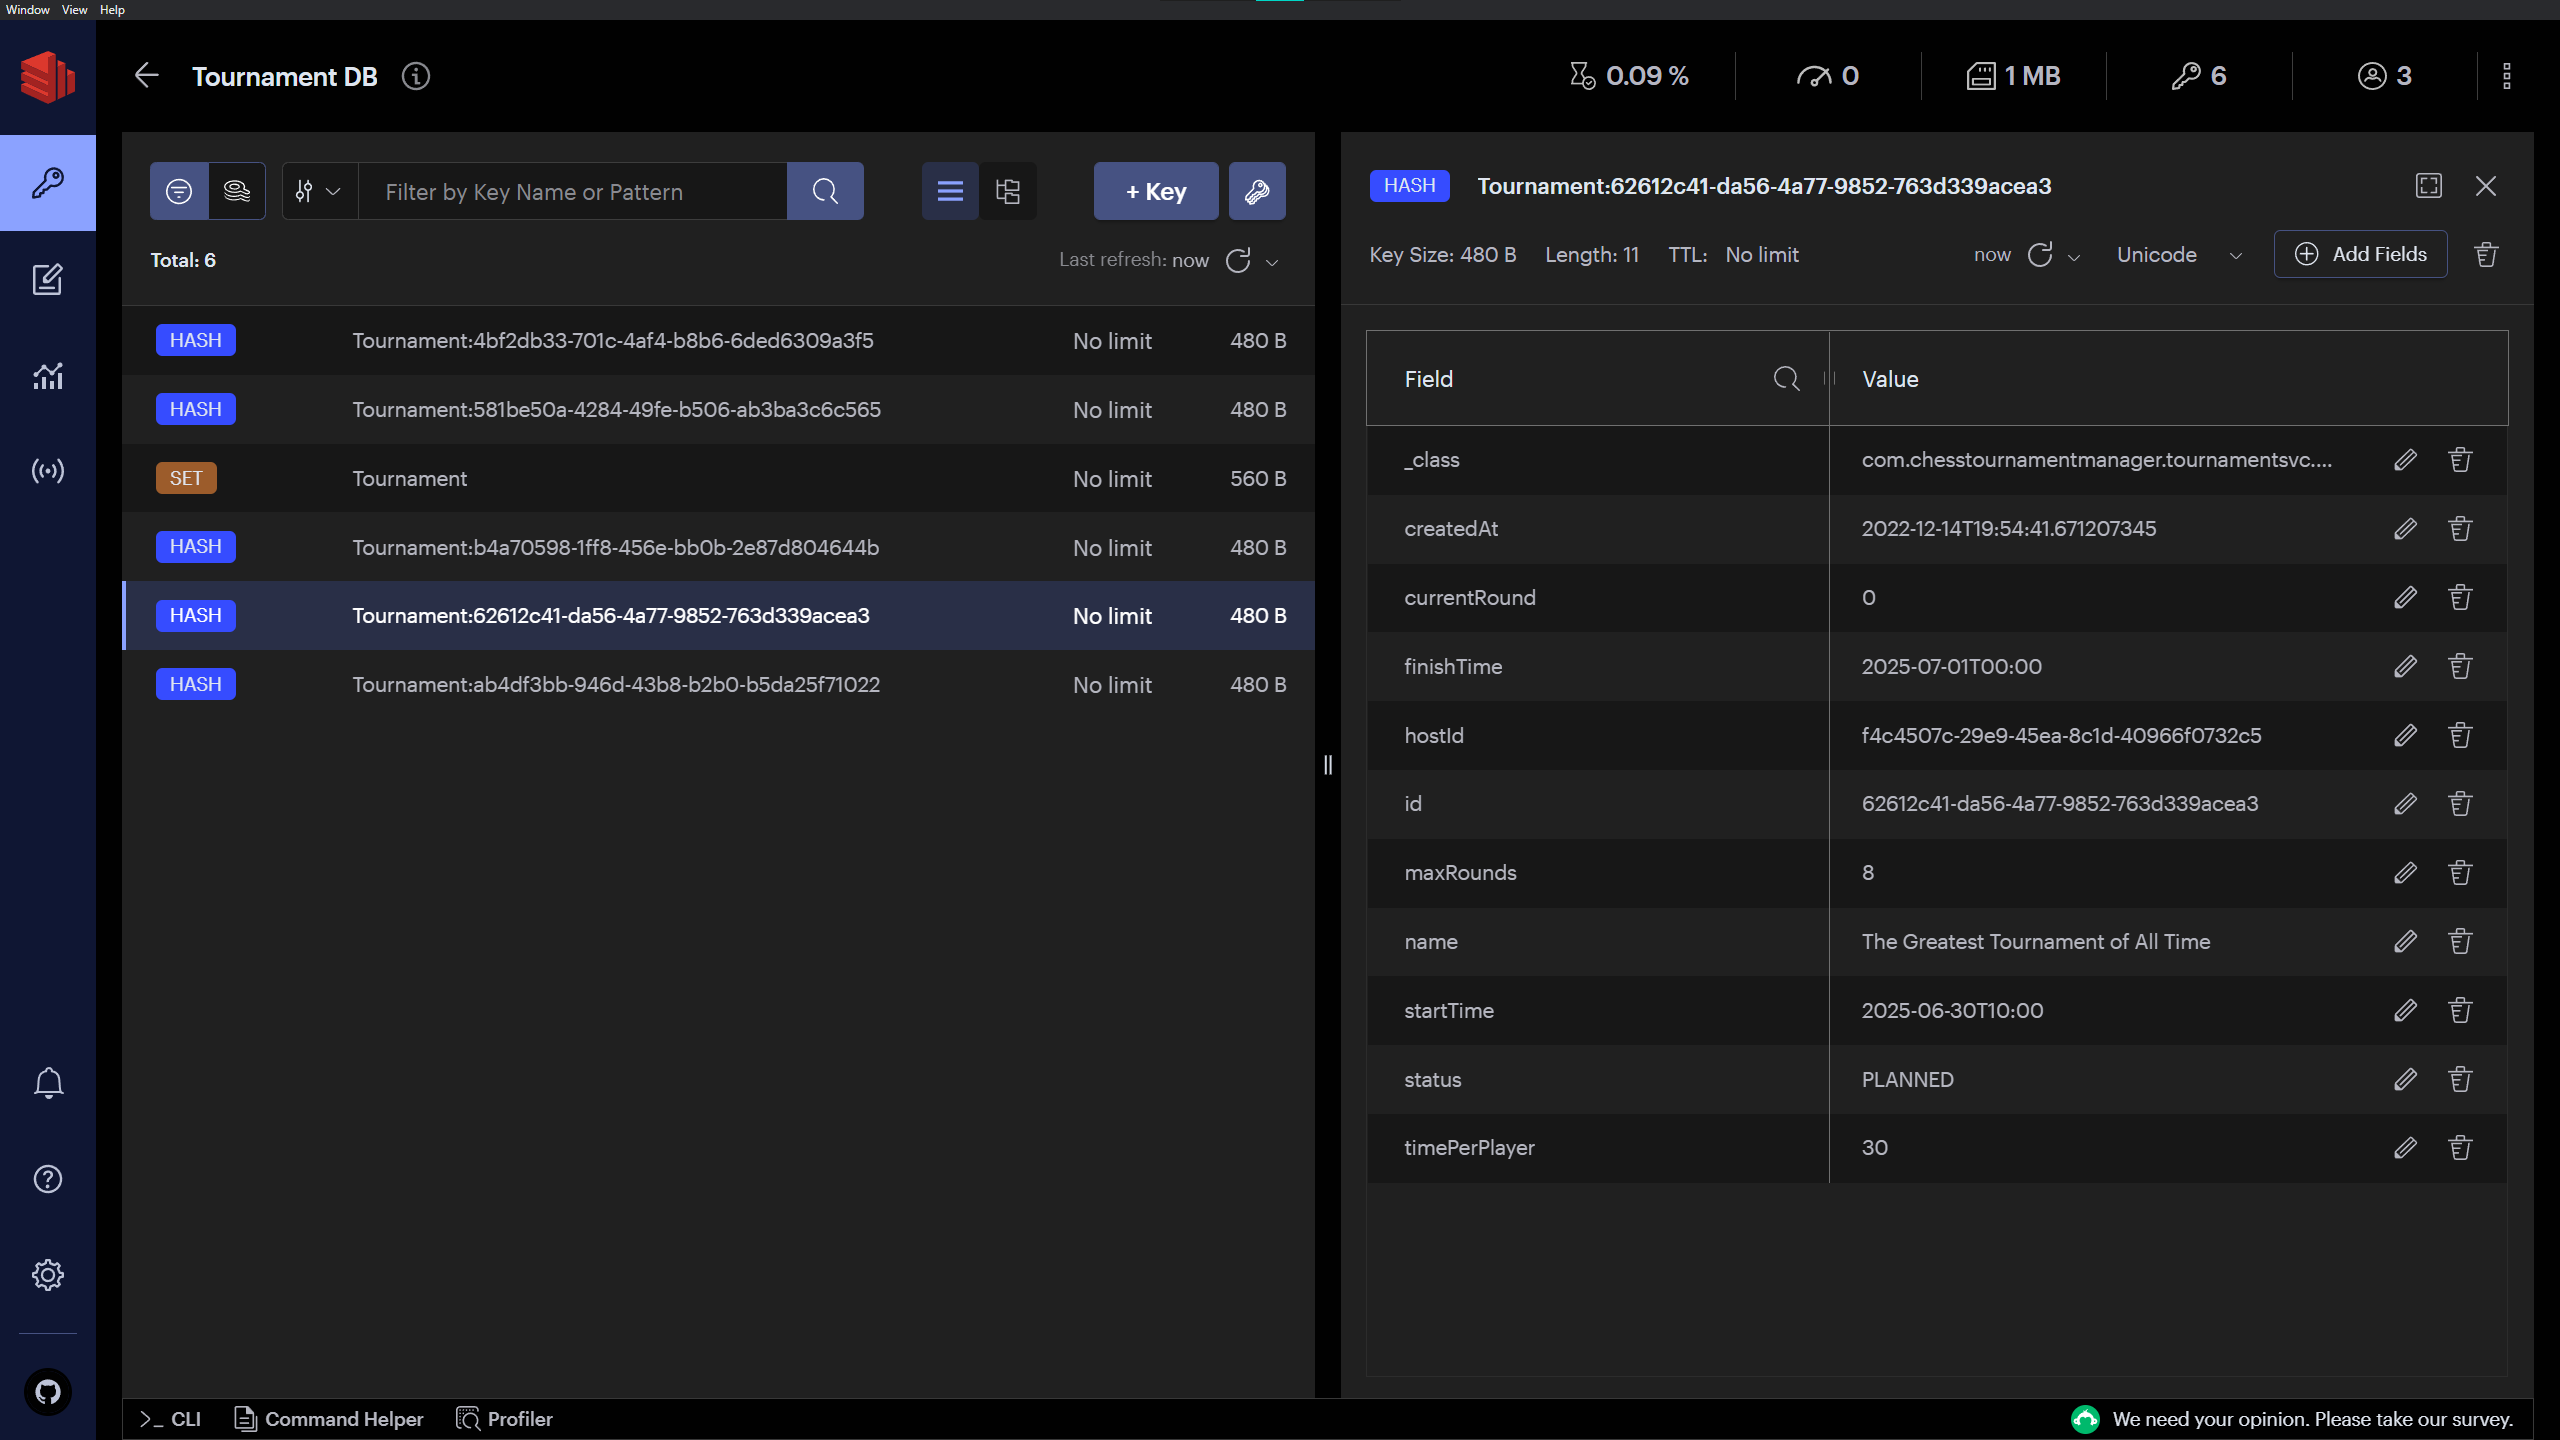 Window View Help
Tournament DB
0.09 %
0
1 MB
6
3
Filter by Key Name or Pattern
+ Key
Total: 6
Last refresh: now
HASH Tournament:4bf2db33-701c-4af4-b8b6-6ded6309a3f5 No limit 480 B
HASH Tournament:581be50a-4284-49fe-b506-ab3ba3c6c565 No limit 480 B
SET Tournament No limit 560 B
HASH Tournament:b4a70598-1ff8-456e-bb0b-2e87d804644b No limit 480 B
HASH Tournament:62612c41-da56-4a77-9852-763d339acea3 No limit 480 B
HASH Tournament:ab4df3bb-946d-43b8-b2b0-b5da25f71022 No limit 480 B
HASH Tournament:62612c41-da56-4a77-9852-763d339acea3
Key Size: 480 B Length: 11 TTL: No limit now Unicode Add Fields
Field Value
_class com.chesstournamentmanager.tournamentsvc....
createdAt 2022-12-14T19:54:41.671207345
currentRound 0
finishTime 2025-07-01T00:00
hostId f4c4507c-29e9-45ea-8c1d-40966f0732c5
id 62612c41-da56-4a77-9852-763d339acea3
maxRounds 8
name The Greatest Tournament of All Time
startTime 2025-06-30T10:00
status PLANNED
timePerPlayer 30
>_ CLI Command Helper Profiler
We need your opinion. Please take our survey.